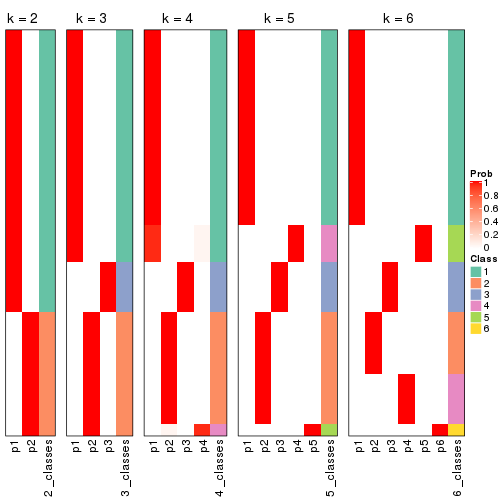 k = 2
k = 3
k = 4
k = 5
k = 6
Prob
1
0.8
0.6
0.4
0.2
0
Class
1
2
3
4
5
6
p1
p2
2_classes
p1
p2
p3
3_classes
p1
p2
p3
p4
4_classes
p1
p2
p3
p4
p5
5_classes
p1
p2
p3
p4
p5
p6
6_classes